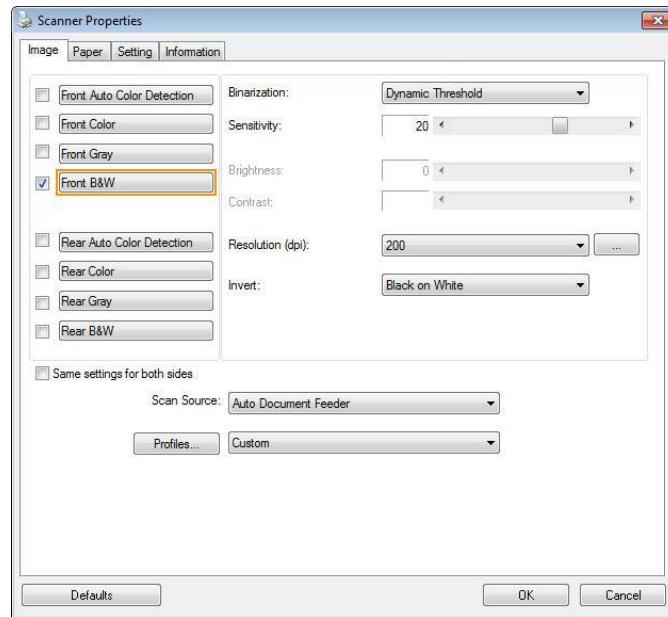 Scanner Properties
Image Paper Setting Information
Front Auto Color Detection
Front Color
Front Gray
Front B&W
Rear Auto Color Detection
Rear Color
Rear Gray
Rear B&W
Binarization: Dynamic Threshold
Sensitivity: 20
Brightness: 0
Contrast:
Resolution (dpi): 200 ...
Invert: Black on White
Same settings for both sides
Scan Source: Auto Document Feeder
Profiles... Custom
Defaults OK Cancel